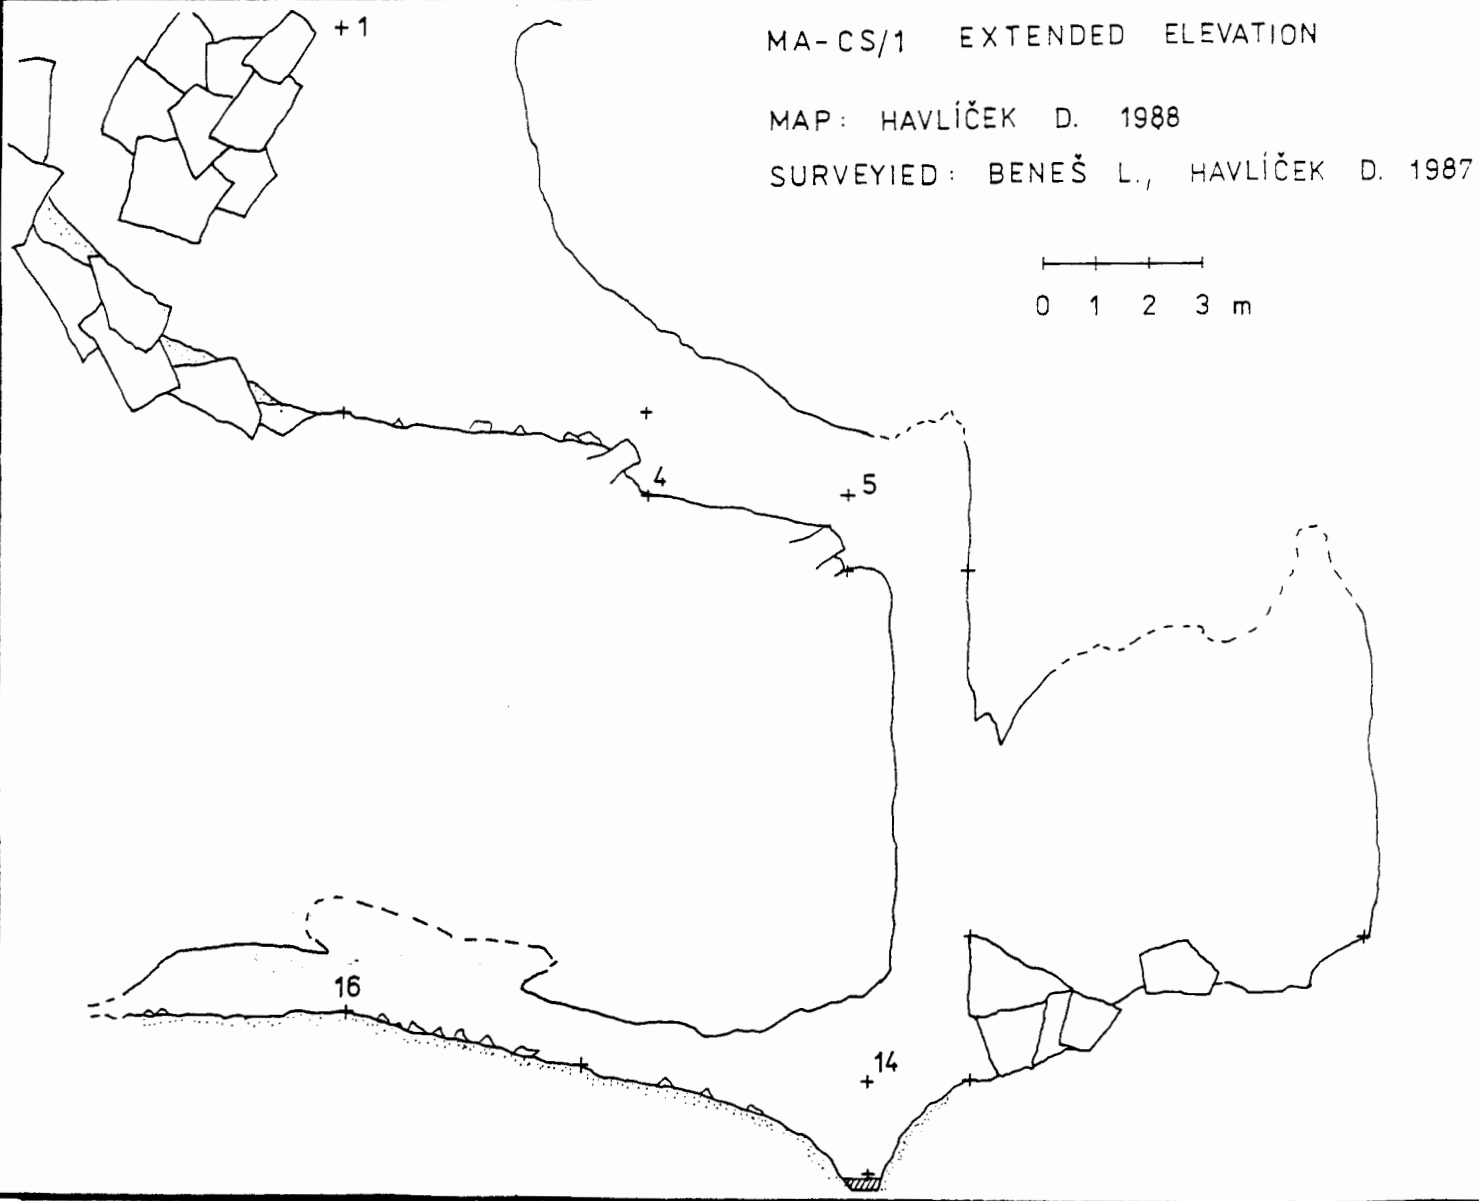 +1
MA-CS/1 EXTENDED ELEVATION
MAP: HAVLÍČEK D. 1988
SURVEYIED: BENEŠ L., HAVLÍČEK D. 1987
0 1 2 3 m
4
5
16
14